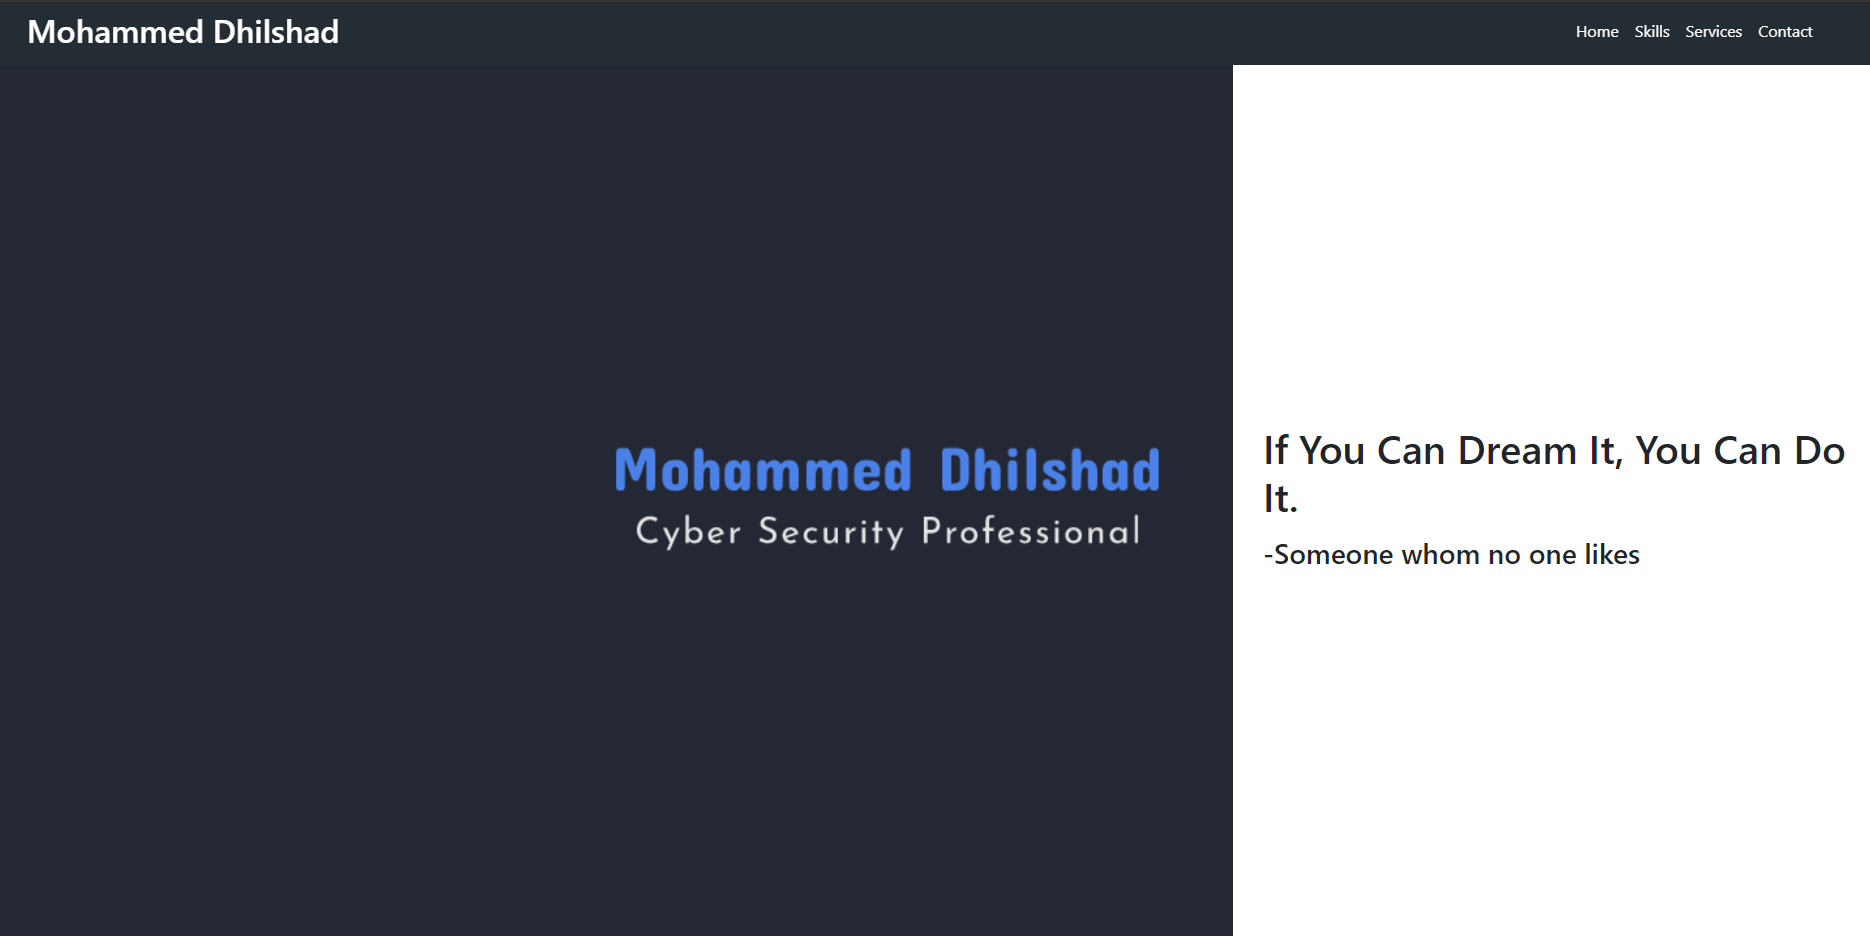 Mohammed Dhilshad
Home Skills Services Contact
Mohammed Dhilshad
Cyber Security Professional
If You Can Dream It, You Can Do
It.
-Someone whom no one likes